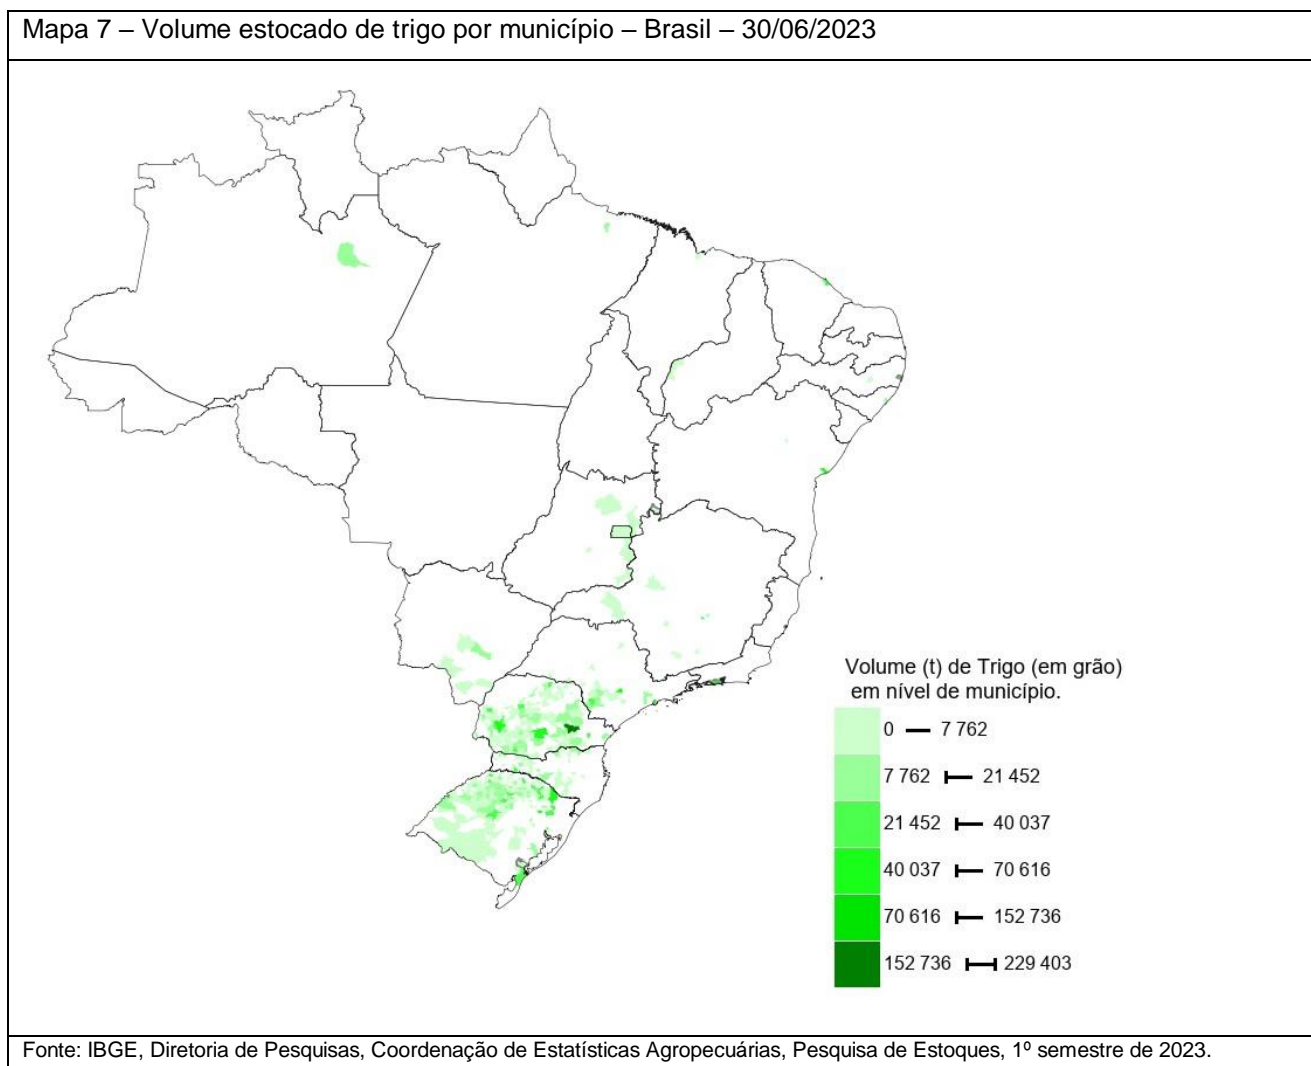 Mapa 7 – Volume estocado de trigo por município – Brasil – 30/06/2023
Volume (t) de Trigo (em grão)
em nível de município.
0 — 7 762
7 762 — 21 452
21 452 — 40 037
40 037 — 70 616
70 616 — 152 736
152 736 — 229 403
Fonte: IBGE, Diretoria de Pesquisas, Coordenação de Estatísticas Agropecuárias, Pesquisa de Estoques, 1º semestre de 2023.